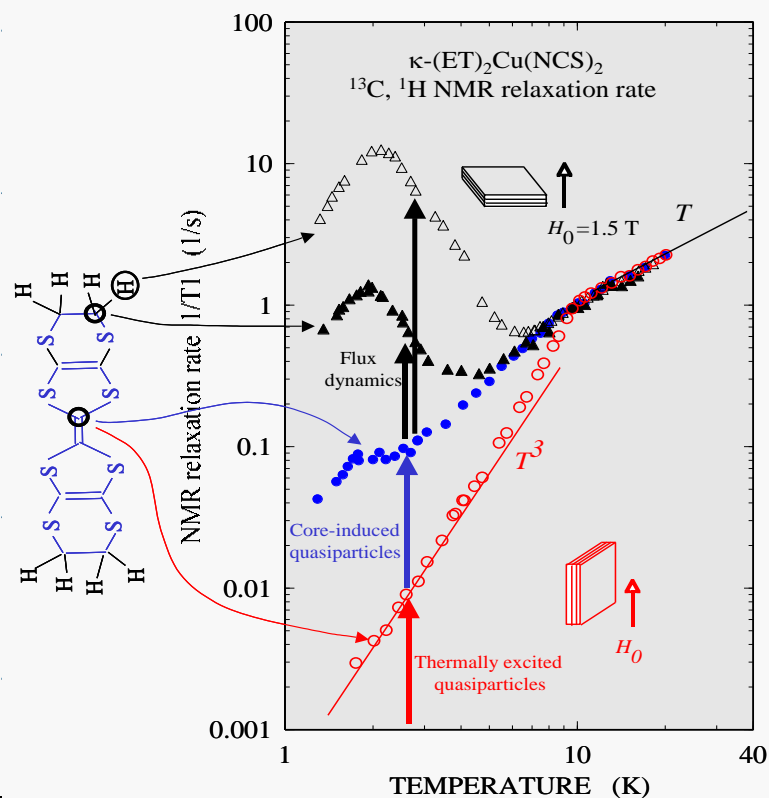 κ-(ET)₂Cu(NCS)₂
¹³C, ¹H NMR relaxation rate
100
10
1
0.1
0.01
0.001
NMR relaxation rate 1/T1 (1/s)
H₀=1.5 T
T
T³
Flux
dynamics
Core-induced
quasiparticles
Thermally excited
quasiparticles
H₀
H
H
H
H
S
S
S
S
S
S
S
S
H
H
H
H
1
10
40
TEMPERATURE (K)